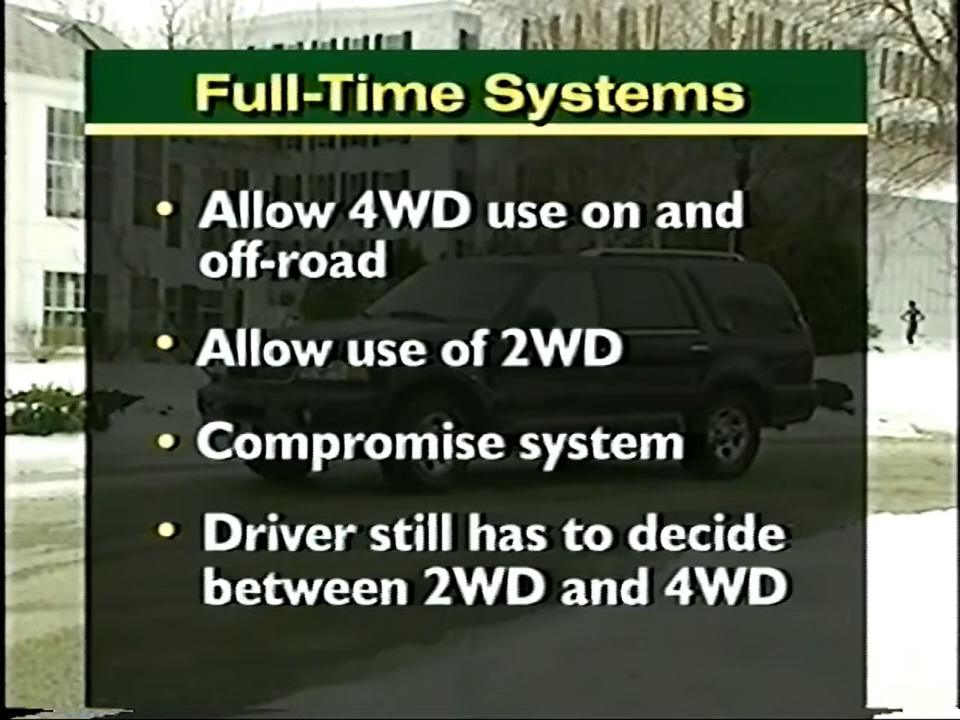 Full-Time Systems
• Allow 4WD use on and
off-road
• Allow use of 2WD
• Compromise system
• Driver still has to decide
between 2WD and 4WD